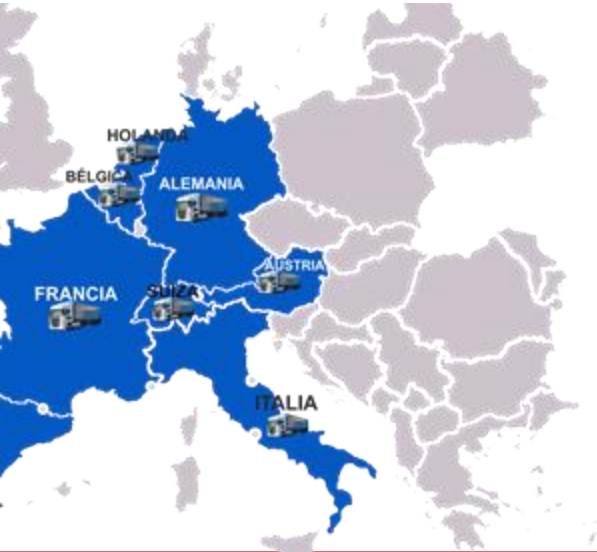 HOLANDA
BÉLGICA
ALEMANIA
AUSTRIA
FRANCIA
SUIZA
ITALIA